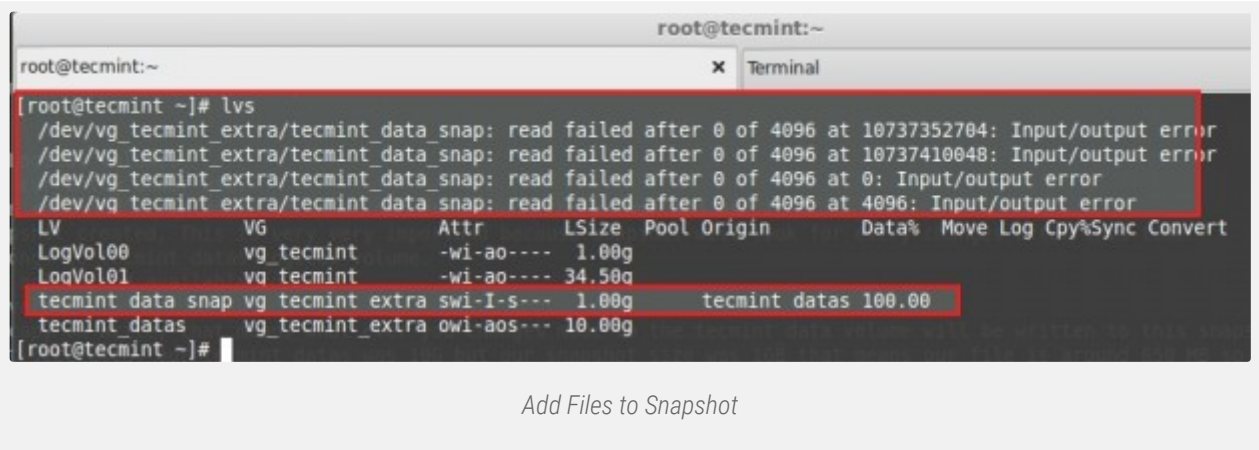 root@tecmint:~
root@tecmint:~ × Terminal
[root@tecmint ~]# lvs
/dev/vg_tecmint_extra/tecmint_data_snap: read failed after 0 of 4096 at 10737352704: Input/output error
/dev/vg_tecmint_extra/tecmint_data_snap: read failed after 0 of 4096 at 10737410048: Input/output error
/dev/vg_tecmint_extra/tecmint_data_snap: read failed after 0 of 4096 at 0: Input/output error
/dev/vg_tecmint_extra/tecmint_data_snap: read failed after 0 of 4096 at 4096: Input/output error
LV VG Attr LSize Pool Origin Data% Move Log Cpy%Sync Convert
LogVol00 vg_tecmint -wi-ao---- 1.00g
LogVol01 vg_tecmint -wi-ao---- 34.50g
tecmint_data_snap vg_tecmint_extra swi-I-s--- 1.00g tecmint_datas 100.00
tecmint_datas vg_tecmint_extra owi-aos--- 10.00g
[root@tecmint ~]#
Add Files to Snapshot